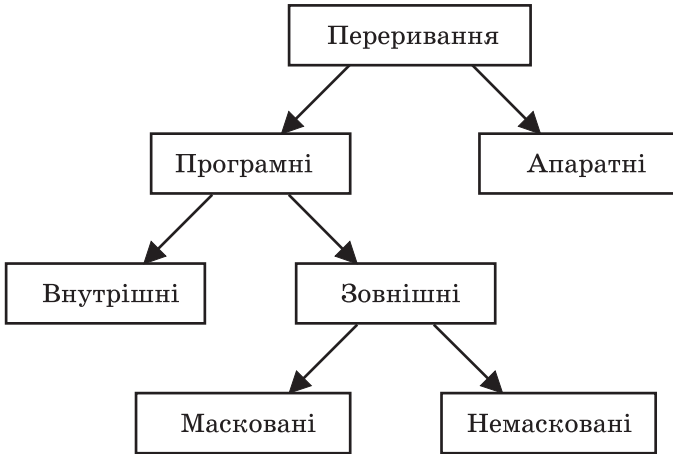 Переривання
Програмні
Апаратні
Внутрішні
Зовнішні
Масковані
Немасковані